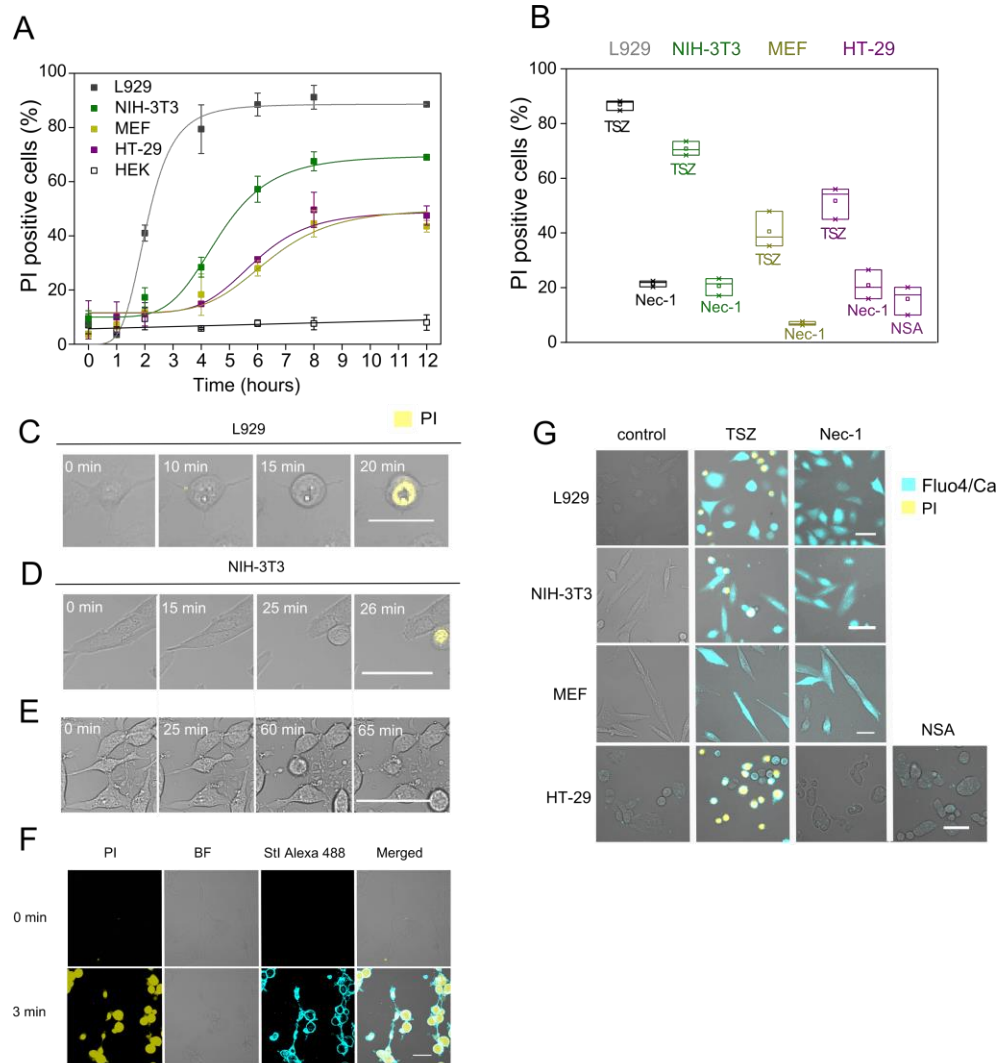 A
PI positive cells (%)
100
80
60
40
20
0
L929
NIH-3T3
MEF
HT-29
HEK
0 1 2 3 4 5 6 7 8 9 10 11 12
Time (hours)
B
L929 NIH-3T3 MEF HT-29
PI positive cells (%)
100
80
60
40
20
0
TSZ
Nec-1
TSZ
Nec-1
TSZ
Nec-1
TSZ
Nec-1
NSA
C
PI
L929
0 min 10 min 15 min 20 min
D
NIH-3T3
0 min 15 min 25 min 26 min
E
0 min 25 min 60 min 65 min
F
PI BF StI Alexa 488 Merged
0 min
3 min
G
control TSZ Nec-1
L929
Fluo4/Ca
PI
NIH-3T3
MEF
NSA
HT-29